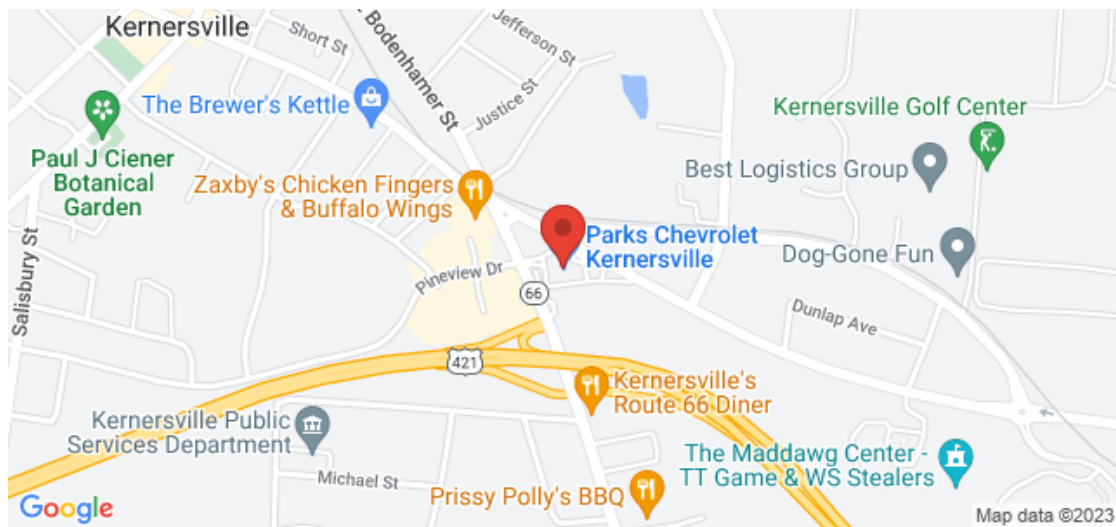 Kernersville
Short St
Bodenhamer St
Jefferson St
Justice St
The Brewer's Kettle
Kernersville Golf Center
Paul J Ciener
Botanical
Garden
Best Logistics Group
Zaxby's Chicken Fingers
& Buffalo Wings
Parks Chevrolet
Kernersville
Dog-Gone Fun
Salisbury St
Pineview Dr
66
Dunlap Ave
421
Kernersville's
Route 66 Diner
Kernersville Public
Services Department
The Maddawg Center -
TT Game & WS Stealers
Michael St
Prissy Polly's BBQ
Google
Map data ©2023